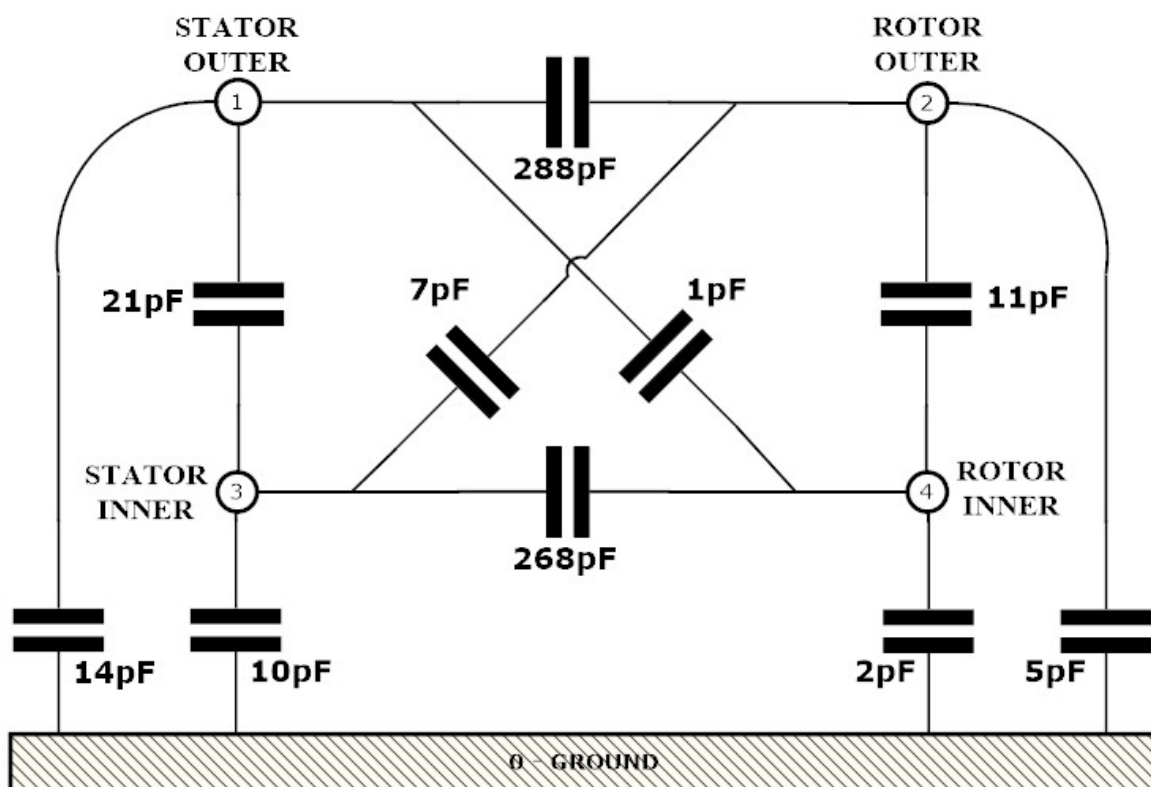 STATOR
OUTER
ROTOR
OUTER
1
2
288pF
21pF
7pF
1pF
11pF
STATOR
INNER
3
4
ROTOR
INNER
268pF
14pF
10pF
2pF
5pF
0 - GROUND